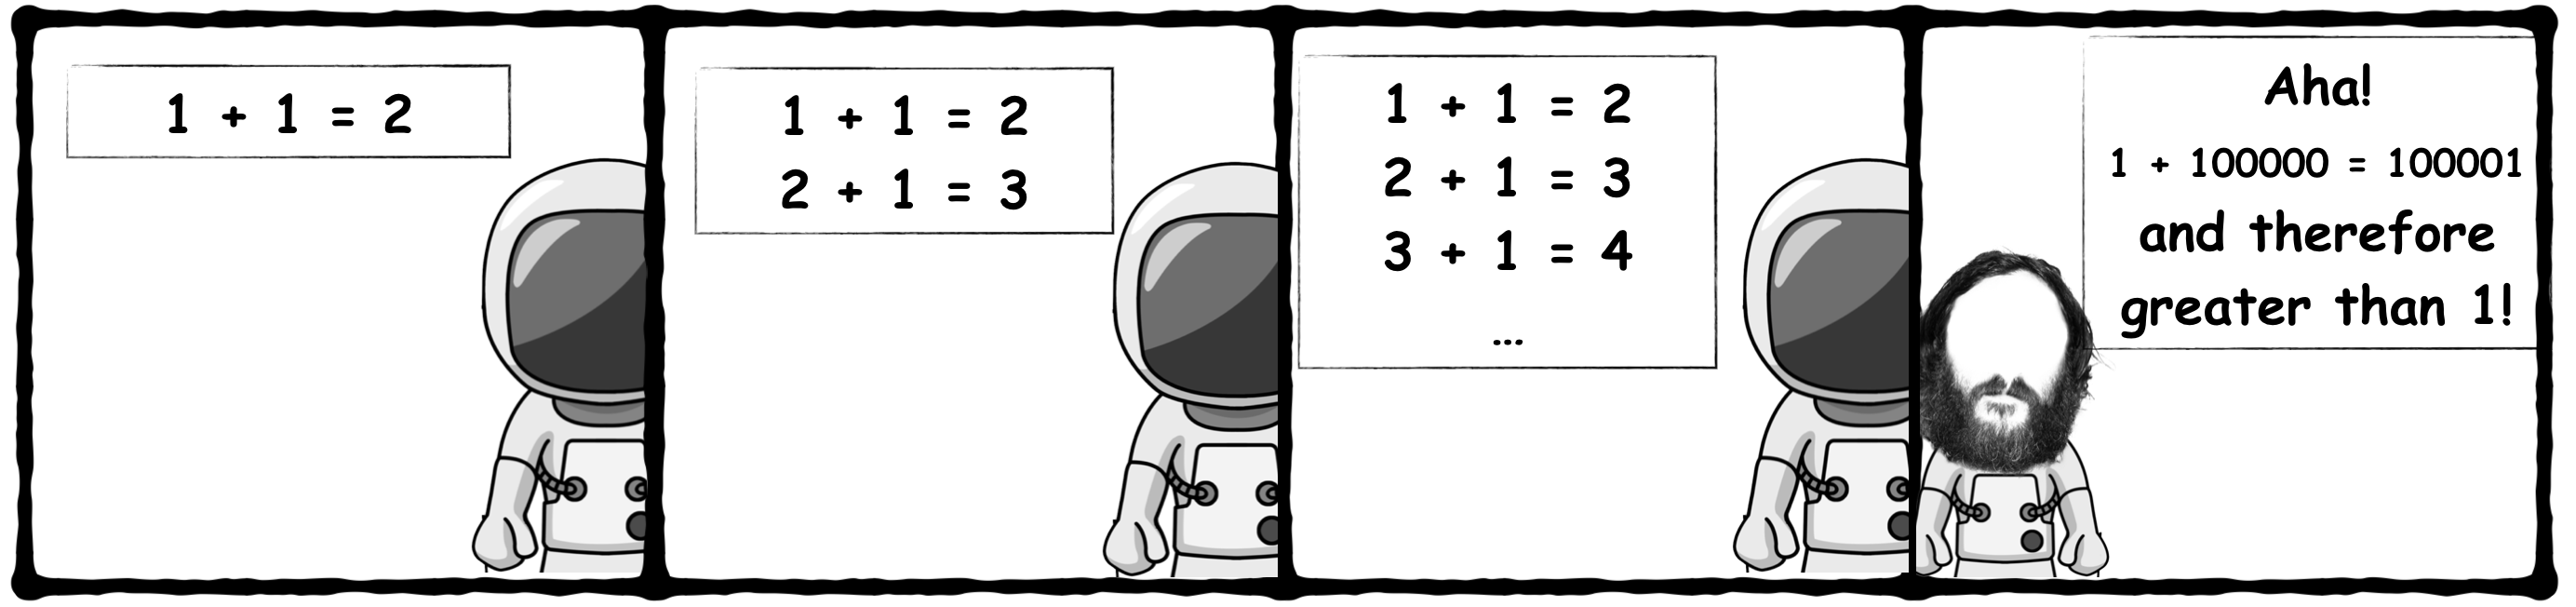 1 + 1 = 2
1 + 1 = 2
2 + 1 = 3
1 + 1 = 2
2 + 1 = 3
3 + 1 = 4
...
Aha!
1 + 100000 = 100001
and therefore
greater than 1!